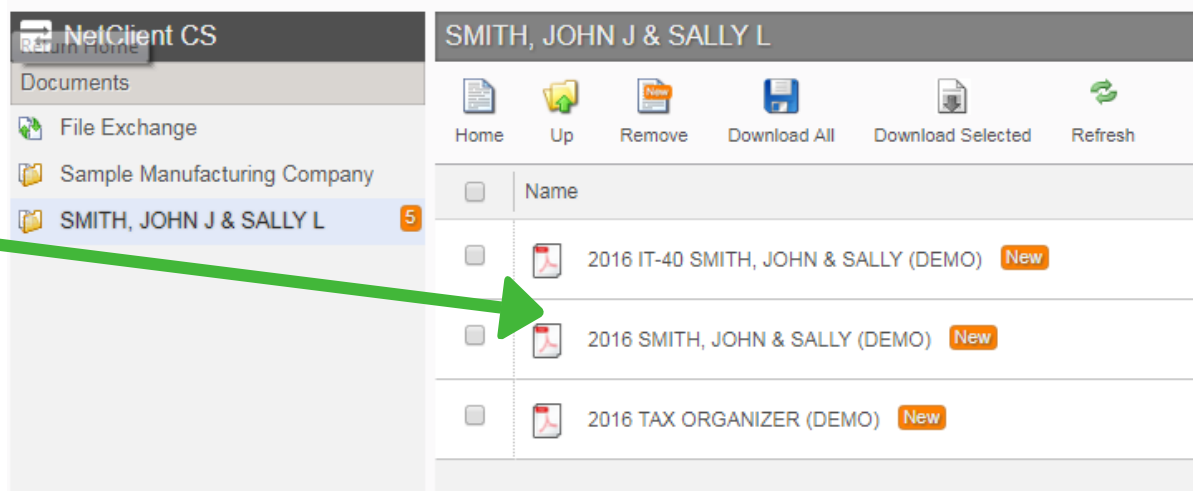 NetClient CS
Return Home
Documents
File Exchange
Sample Manufacturing Company
SMITH, JOHN J & SALLY L 5
SMITH, JOHN J & SALLY L
Home Up New Remove Download All Download Selected Refresh
Name
2016 IT-40 SMITH, JOHN & SALLY (DEMO) New
2016 SMITH, JOHN & SALLY (DEMO) New
2016 TAX ORGANIZER (DEMO) New